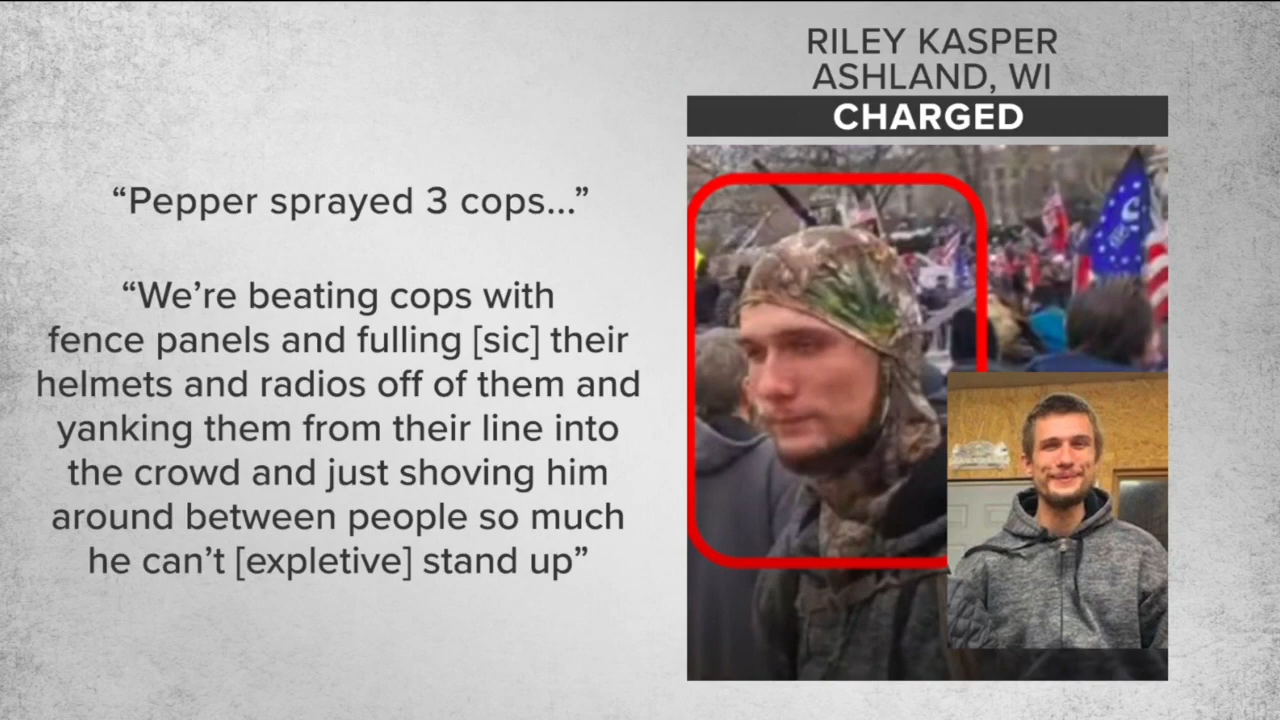 RILEY KASPER
ASHLAND, WI
CHARGED
“Pepper sprayed 3 cops...”
“We’re beating cops with
fence panels and fulling [sic] their
helmets and radios off of them and
yanking them from their line into
the crowd and just shoving him
around between people so much
he can’t [expletive] stand up”